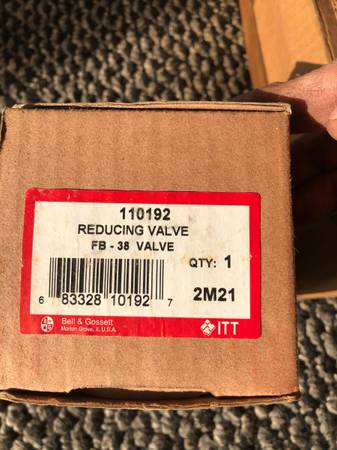 110192
REDUCING VALVE
FB - 38 VALVE
QTY: 1
6 83328 10192 7
2M21
Bell & Gossett
Morton Grove, IL U.S.A.
ITT